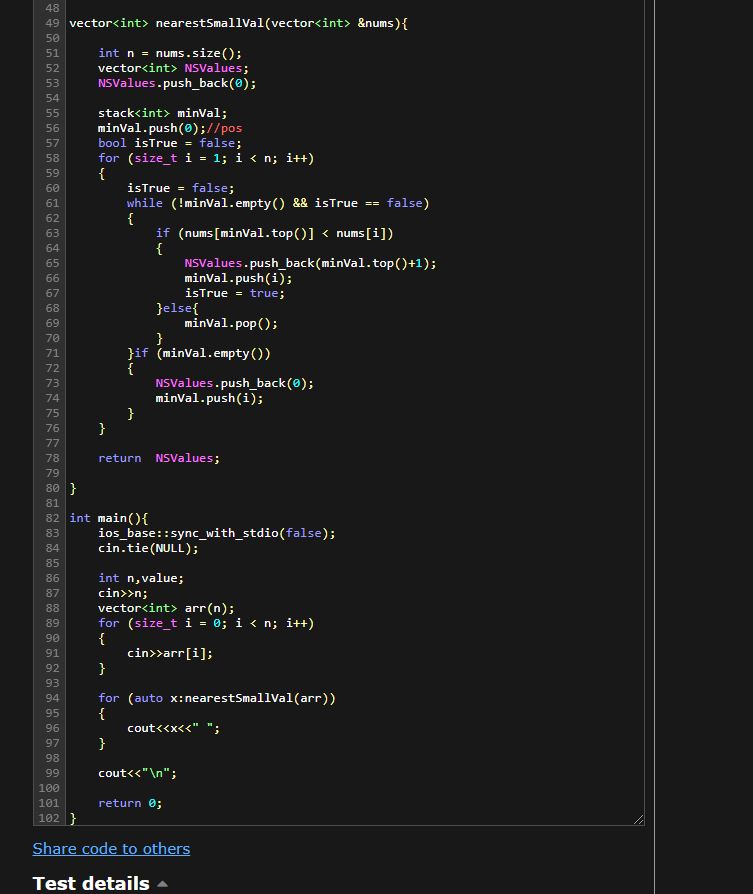 48
49 vector<int> nearestSmallVal(vector<int> &nums){
50
51     int n = nums.size();
52     vector<int> NSValues;
53     NSValues.push_back(0);
54
55     stack<int> minVal;
56     minVal.push(0);//pos
57     bool isTrue = false;
58     for (size_t i = 1; i < n; i++)
59     {
60         isTrue = false;
61         while (!minVal.empty() && isTrue == false)
62         {
63             if (nums[minVal.top()] < nums[i])
64             {
65                 NSValues.push_back(minVal.top()+1);
66                 minVal.push(i);
67                 isTrue = true;
68             }else{
69                 minVal.pop();
70             }
71         }if (minVal.empty())
72         {
73             NSValues.push_back(0);
74             minVal.push(i);
75         }
76     }
77
78     return  NSValues;
79
80 }
81
82 int main(){
83     ios_base::sync_with_stdio(false);
84     cin.tie(NULL);
85
86     int n,value;
87     cin>>n;
88     vector<int> arr(n);
89     for (size_t i = 0; i < n; i++)
90     {
91         cin>>arr[i];
92     }
93
94     for (auto x:nearestSmallVal(arr))
95     {
96         cout<<x<<" ";
97     }
98
99     cout<<"\n";
100
101     return 0;
102 }
Share code to others
Test details